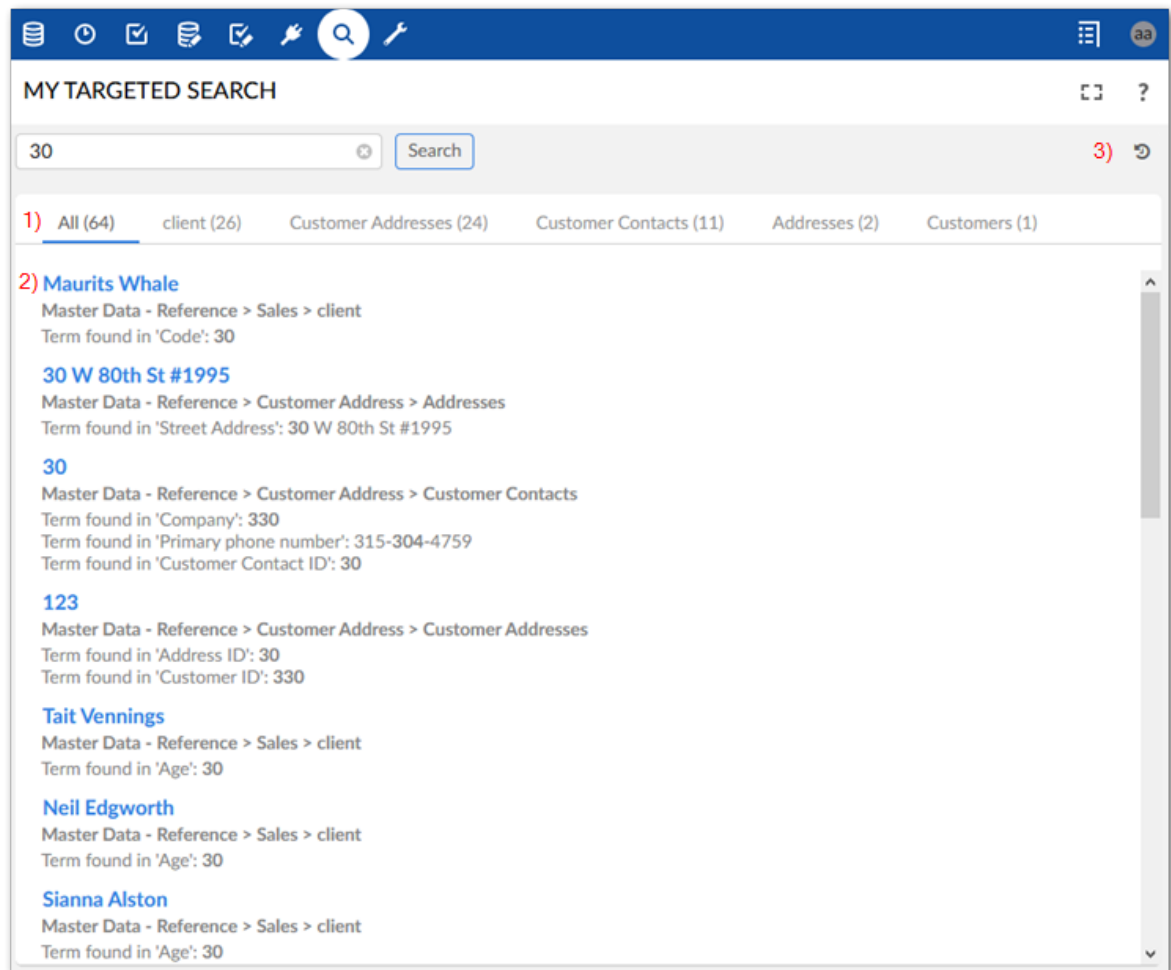 aa
MY TARGETED SEARCH
?
30
Search
3)
1) All (64) client (26) Customer Addresses (24) Customer Contacts (11) Addresses (2) Customers (1)
2) Maurits Whale
Master Data - Reference > Sales > client
Term found in 'Code': 30
30 W 80th St #1995
Master Data - Reference > Customer Address > Addresses
Term found in 'Street Address': 30 W 80th St #1995
30
Master Data - Reference > Customer Address > Customer Contacts
Term found in 'Company': 330
Term found in 'Primary phone number': 315-304-4759
Term found in 'Customer Contact ID': 30
123
Master Data - Reference > Customer Address > Customer Addresses
Term found in 'Address ID': 30
Term found in 'Customer ID': 330
Tait Vennings
Master Data - Reference > Sales > client
Term found in 'Age': 30
Neil Edgworth
Master Data - Reference > Sales > client
Term found in 'Age': 30
Sianna Alston
Master Data - Reference > Sales > client
Term found in 'Age': 30